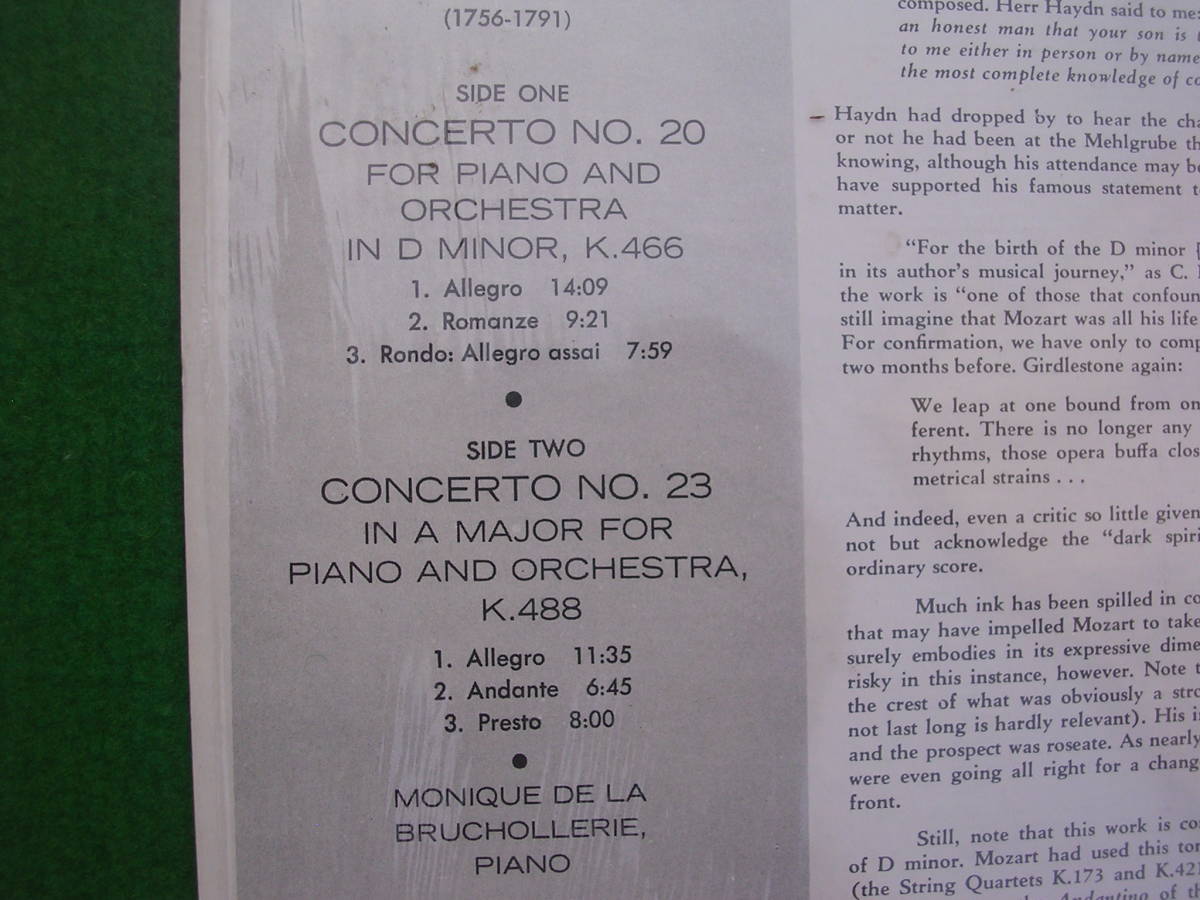 (1756-1791)
SIDE ONE
CONCERTO NO. 20
FOR PIANO AND
ORCHESTRA
IN D MINOR, K.466
1. Allegro 14:09
2. Romanze 9:21
3. Rondo: Allegro assai 7:59
●
SIDE TWO
CONCERTO NO. 23
IN A MAJOR FOR
PIANO AND ORCHESTRA,
K.488
1. Allegro 11:35
2. Andante 6:45
3. Presto 8:00
●
MONIQUE DE LA
BRUCHOLLERIE,
PIANO
composed. Herr Haydn said to me:
an honest man that your son is
to me either in person or by name
the most complete knowledge of
Haydn had dropped by to hear the
or not he had been at the Mehlgrube
knowing, although his attendance may
have supported his famous statement
matter.
"For the birth of the D minor
in its author's musical journey," as C.
the work is "one of those that
still imagine that Mozart was all his life
For confirmation, we have only to
two months before. Girdlestone again:
We leap at one bound from
There is no longer any
rhythms, those opera buffa
metrical strains . . .
And indeed, even a critic so little given
not but acknowledge the "dark
ordinary score.
Much ink has been spilled in
that may have impelled Mozart to take
surely embodies in its expressive
risky in this instance, however. Note
the crest of what was obviously a
not last long is hardly relevant). His
and the prospect was roseate. As nearly
were even going all right for a
front.
Still, note that this work is
of D minor. Mozart had used this
(the String Quartets K.173 and K.421
Andantino of